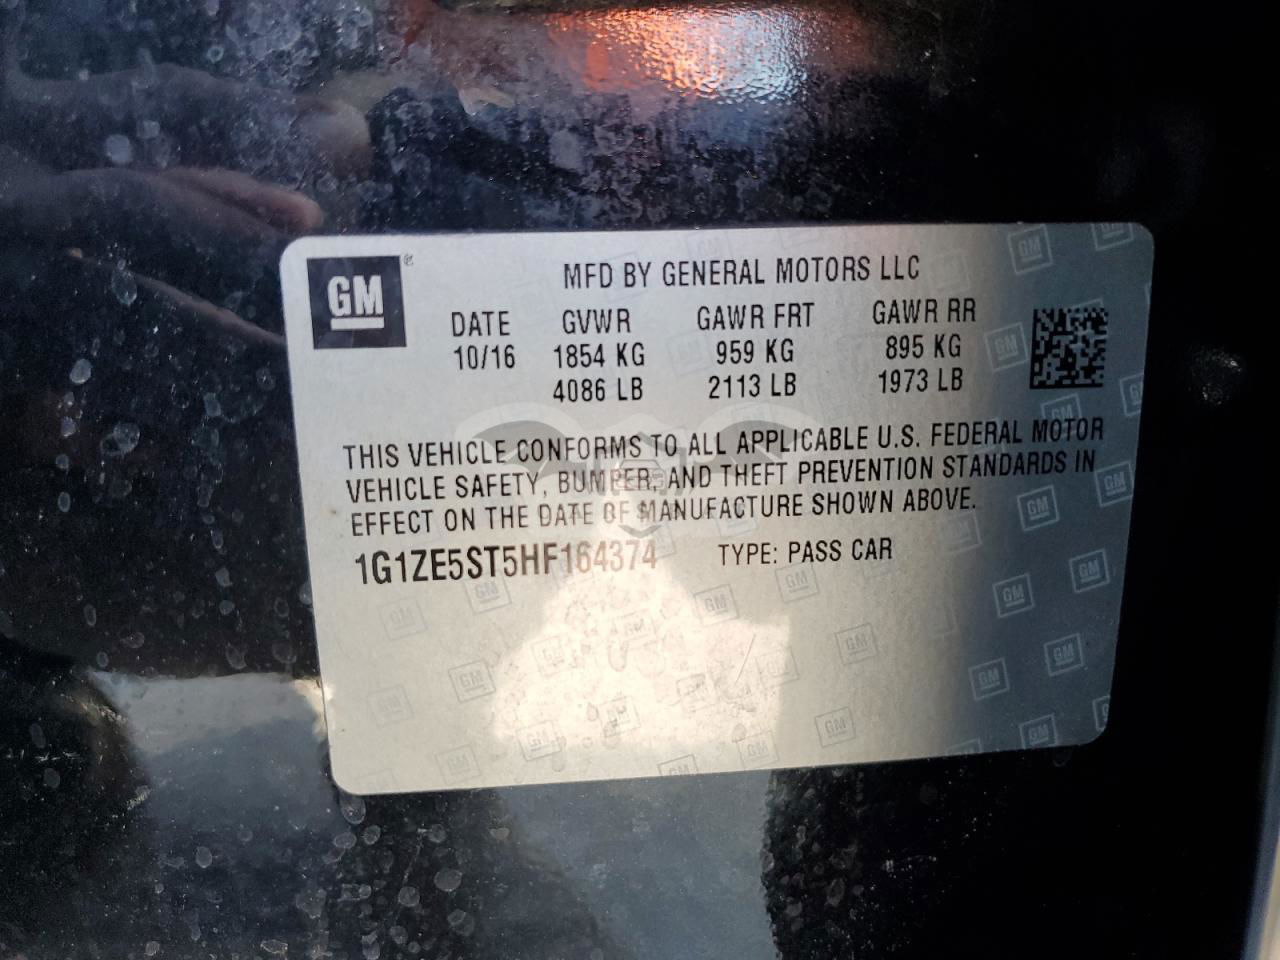 GM
MFD BY GENERAL MOTORS LLC
DATE GVWR GAWR FRT GAWR RR
10/16 1854 KG 959 KG 895 KG
4086 LB 2113 LB 1973 LB
THIS VEHICLE CONFORMS TO ALL APPLICABLE U.S. FEDERAL MOTOR
VEHICLE SAFETY, BUMPER, AND THEFT PREVENTION STANDARDS IN
EFFECT ON THE DATE OF MANUFACTURE SHOWN ABOVE.
1G1ZE5ST5HF164374 TYPE: PASS CAR